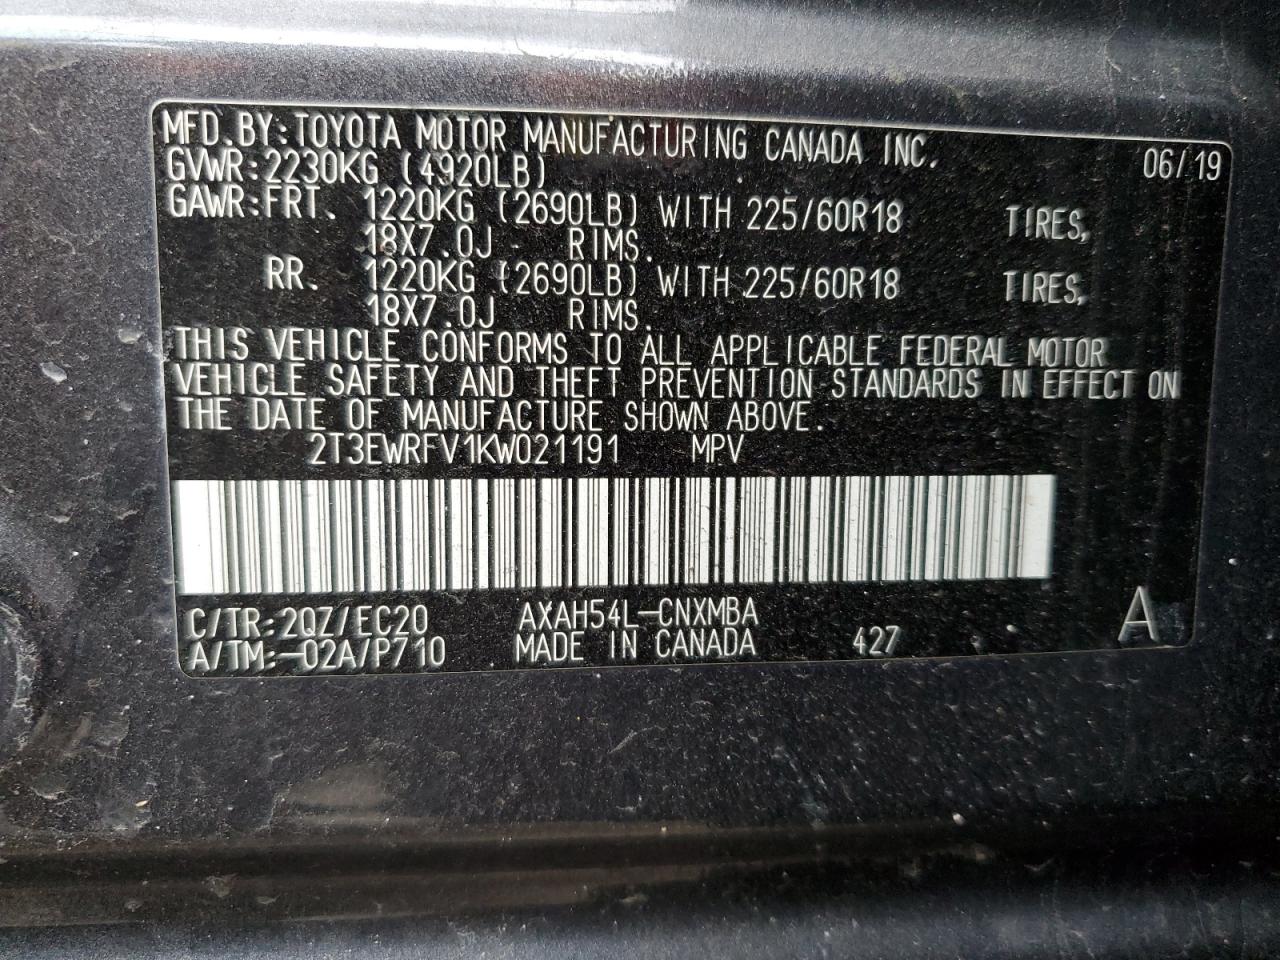 MFD.BY:TOYOTA MOTOR MANUFACTURING CANADA INC.
GVWR:2230KG (4920LB) 06/19
GAWR:FRT. 1220KG (2690LB) WITH 225/60R18 TIRES,
18X7.0J RIMS.
RR. 1220KG (2690LB) WITH 225/60R18 TIRES,
18X7.0J RIMS.
THIS VEHICLE CONFORMS TO ALL APPLICABLE FEDERAL MOTOR
VEHICLE SAFETY AND THEFT PREVENTION STANDARDS IN EFFECT ON
THE DATE OF MANUFACTURE SHOWN ABOVE.
2T3EWRFV1KW021191 MPV
C/TR:2QZ/EC20 AXAH54L-CNXMBA A
A/TM:-02A/P710 MADE IN CANADA 427